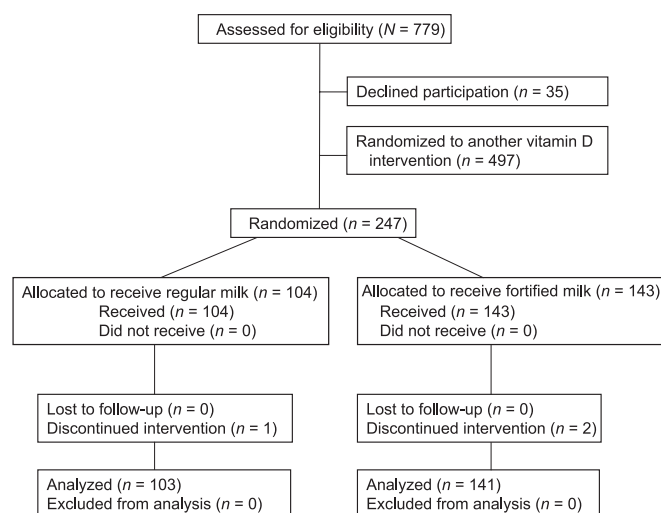 Assessed for eligibility (N = 779)
Declined participation (n = 35)
Randomized to another vitamin D
intervention (n = 497)
Randomized (n = 247)
Allocated to receive regular milk (n = 104)
Received (n = 104)
Did not receive (n = 0)
Allocated to receive fortified milk (n = 143)
Received (n = 143)
Did not receive (n = 0)
Lost to follow-up (n = 0)
Discontinued intervention (n = 1)
Lost to follow-up (n = 0)
Discontinued intervention (n = 2)
Analyzed (n = 103)
Excluded from analysis (n = 0)
Analyzed (n = 141)
Excluded from analysis (n = 0)